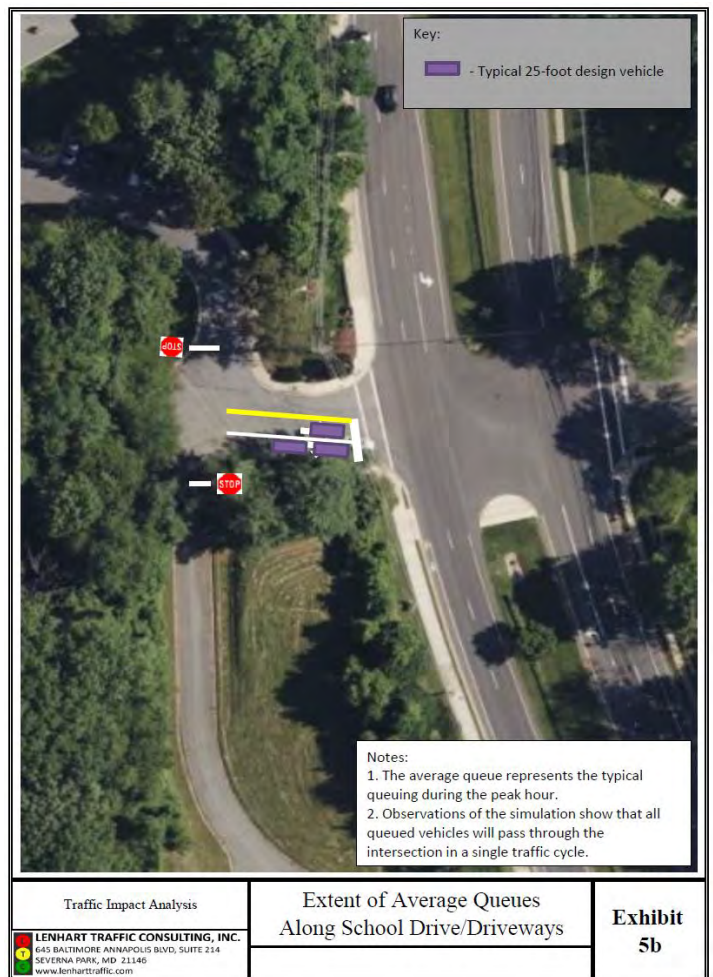 Key:
- Typical 25-foot design vehicle
STOP
STOP
Notes:
1. The average queue represents the typical
queuing during the peak hour.
2. Observations of the simulation show that all
queued vehicles will pass through the
intersection in a single traffic cycle.
Traffic Impact Analysis
LENHART TRAFFIC CONSULTING, INC.
645 BALTIMORE ANNAPOLIS BLVD, SUITE 214
SEVERNA PARK, MD 21146
www.lenharttraffic.com
Extent of Average Queues
Along School Drive/Driveways
Exhibit
5b